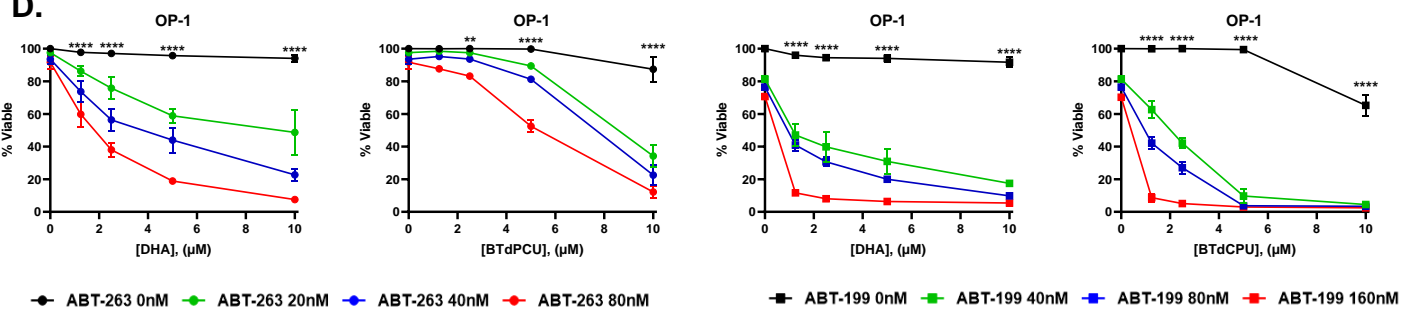 D.
OP-1
**** **** **** ****
% Viable
100
80
60
40
20
0
0 2 4 6 8 10
[DHA], (µM)
OP-1
** **** ****
% Viable
100
80
60
40
20
0
0 2 4 6 8 10
[BTdPCU], (µM)
ABT-263 0nM ABT-263 20nM ABT-263 40nM ABT-263 80nM
OP-1
**** **** **** ****
% Viable
100
80
60
40
20
0
0 2 4 6 8 10
[DHA], (µM)
OP-1
**** **** **** ****
% Viable
100
80
60
40
20
0
0 2 4 6 8 10
[BTdCPU], (µM)
ABT-199 0nM ABT-199 40nM ABT-199 80nM ABT-199 160nM